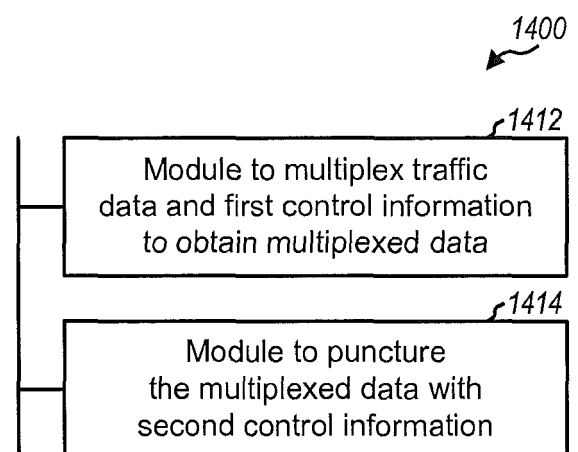 1400
1412
Module to multiplex traffic
data and first control information
to obtain multiplexed data
1414
Module to puncture
the multiplexed data with
second control information